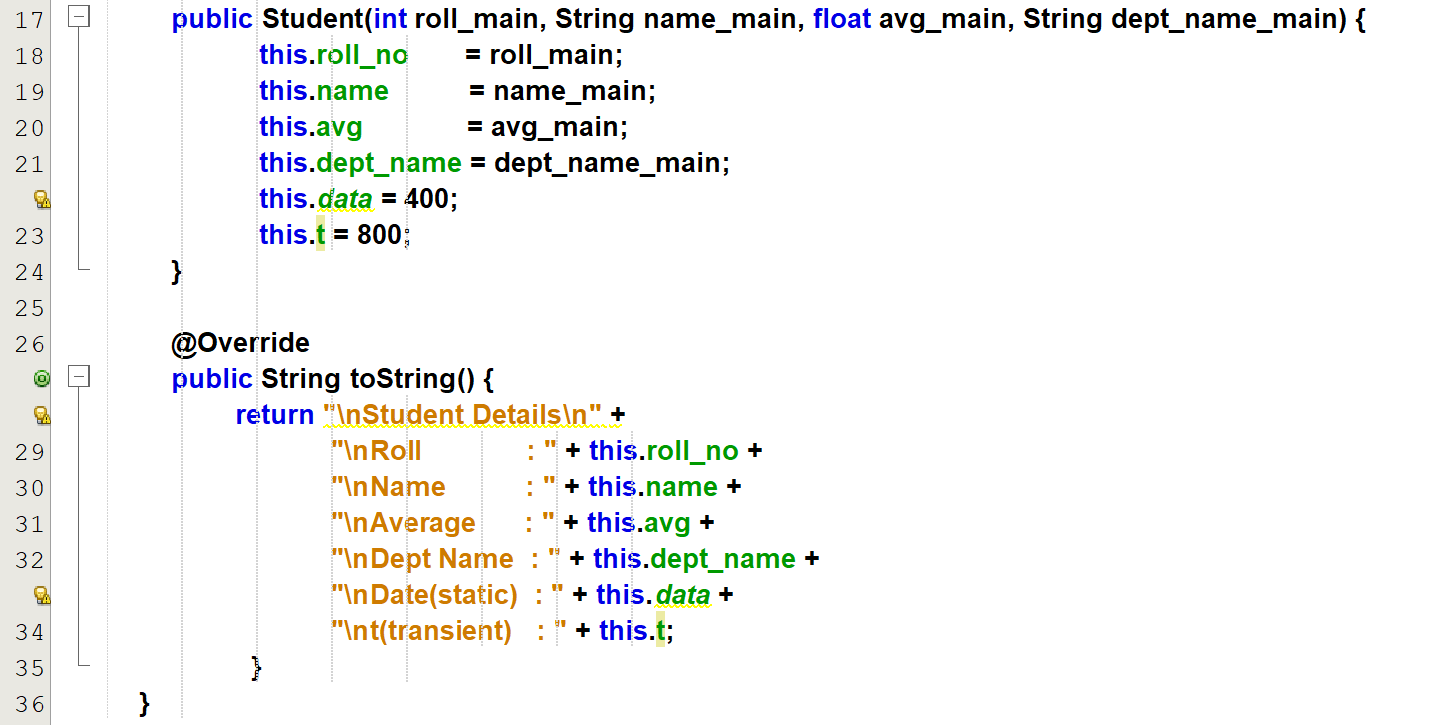 17 public Student(int roll_main, String name_main, float avg_main, String dept_name_main) {
18 this.roll_no = roll_main;
19 this.name = name_main;
20 this.avg = avg_main;
21 this.dept_name = dept_name_main;
this.data = 400;
23 this.t = 800;
24 }
25
26 @Override
public String toString() {
return "\nStudent Details\n" +
29 "\nRoll : " + this.roll_no +
30 "\nName : " + this.name +
31 "\nAverage : " + this.avg +
32 "\nDept Name : " + this.dept_name +
"\nDate(static) : " + this.data +
34 "\nt(transient) : " + this.t;
35 }
36 }